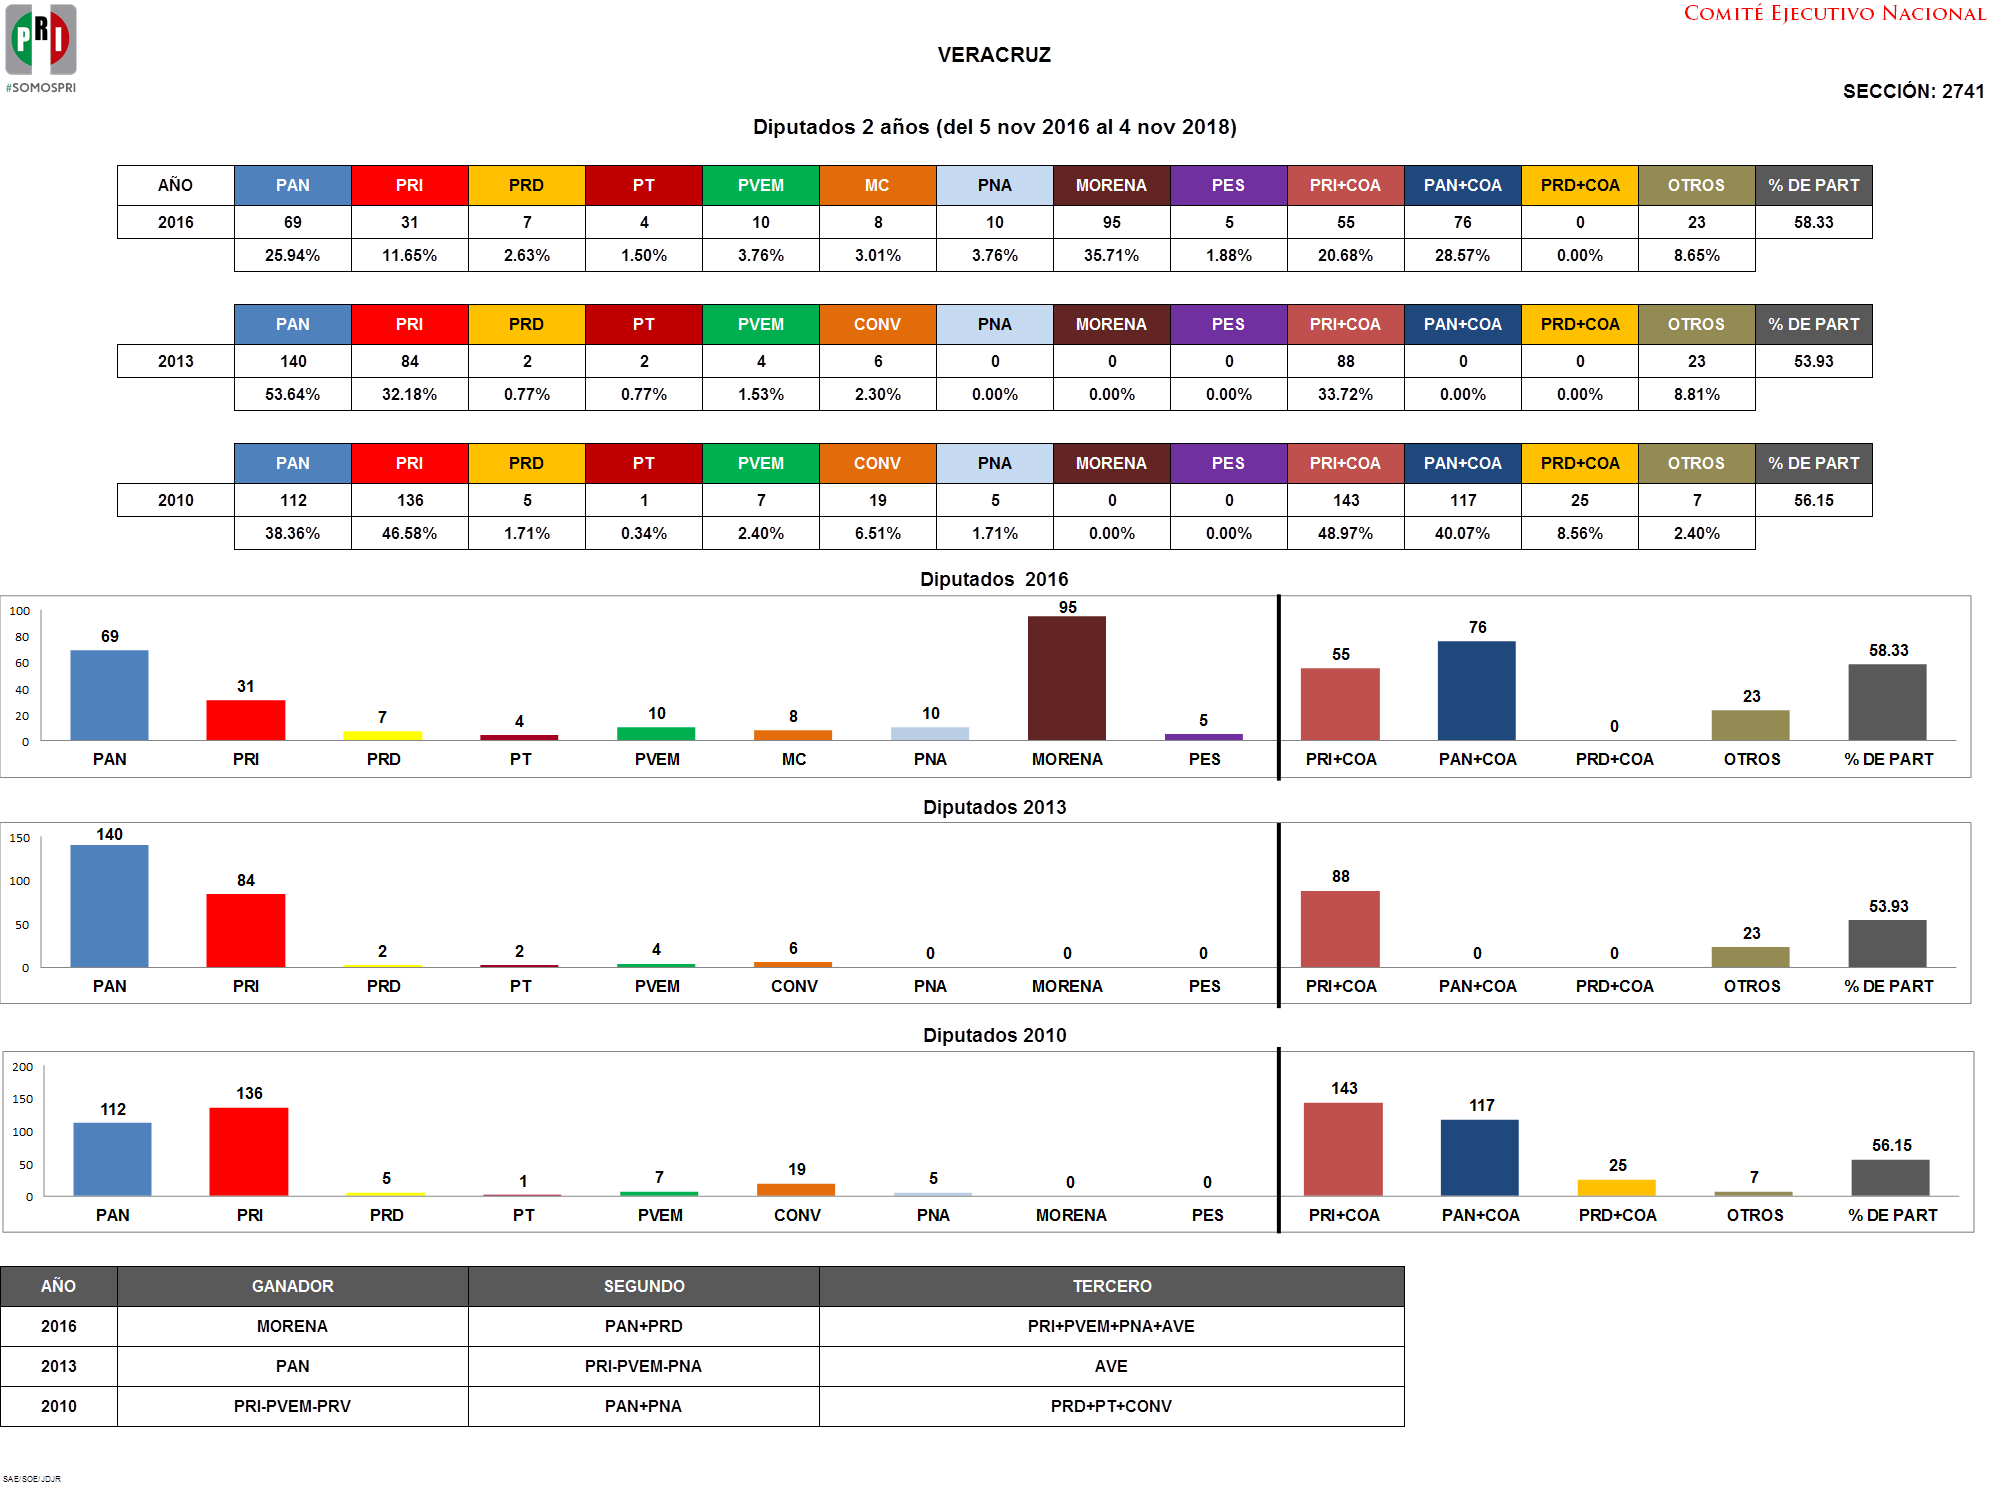 COMITÉ EJECUTIVO NACIONAL
PRI
#SOMOSPRI
VERACRUZ
SECCIÓN: 2741
Diputados 2 años (del 5 nov 2016 al 4 nov 2018)
AÑO PAN PRI PRD PT PVEM MC PNA MORENA PES PRI+COA PAN+COA PRD+COA OTROS % DE PART
2016 69 31 7 4 10 8 10 95 5 55 76 0 23 58.33
25.94% 11.65% 2.63% 1.50% 3.76% 3.01% 3.76% 35.71% 1.88% 20.68% 28.57% 0.00% 8.65%
PAN PRI PRD PT PVEM CONV PNA MORENA PES PRI+COA PAN+COA PRD+COA OTROS % DE PART
2013 140 84 2 2 4 6 0 0 0 88 0 0 23 53.93
53.64% 32.18% 0.77% 0.77% 1.53% 2.30% 0.00% 0.00% 0.00% 33.72% 0.00% 0.00% 8.81%
PAN PRI PRD PT PVEM CONV PNA MORENA PES PRI+COA PAN+COA PRD+COA OTROS % DE PART
2010 112 136 5 1 7 19 5 0 0 143 117 25 7 56.15
38.36% 46.58% 1.71% 0.34% 2.40% 6.51% 1.71% 0.00% 0.00% 48.97% 40.07% 8.56% 2.40%
Diputados 2016
100
80
60
40
20
0
69 31 7 4 10 8 10 95 5 55 76 0 23 58.33
PAN PRI PRD PT PVEM MC PNA MORENA PES PRI+COA PAN+COA PRD+COA OTROS % DE PART
Diputados 2013
150
100
50
0
140 84 2 2 4 6 0 0 0 88 0 0 23 53.93
PAN PRI PRD PT PVEM CONV PNA MORENA PES PRI+COA PAN+COA PRD+COA OTROS % DE PART
Diputados 2010
200
150
100
50
0
112 136 5 1 7 19 5 0 0 143 117 25 7 56.15
PAN PRI PRD PT PVEM CONV PNA MORENA PES PRI+COA PAN+COA PRD+COA OTROS % DE PART
AÑO GANADOR SEGUNDO TERCERO
2016 MORENA PAN+PRD PRI+PVEM+PNA+AVE
2013 PAN PRI-PVEM-PNA AVE
2010 PRI-PVEM-PRV PAN+PNA PRD+PT+CONV
SAE/SOE/JDJR